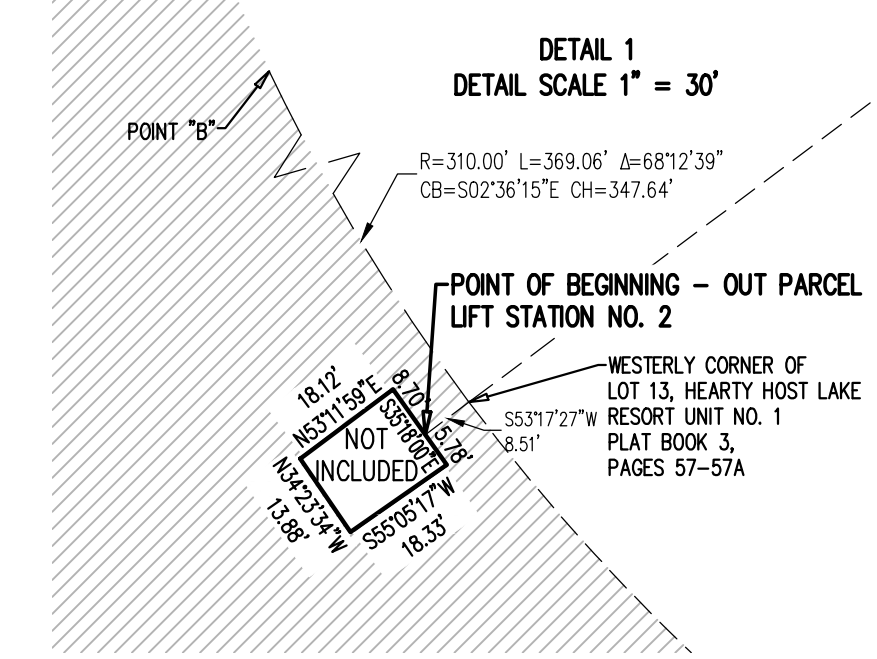 DETAIL 1
DETAIL SCALE 1" = 30'
POINT "B"
R=310.00' L=369.06' Δ=68°12'39"
CB=S02°36'15"E CH=347.64'
POINT OF BEGINNING – OUT PARCEL
LIFT STATION NO. 2
WESTERLY CORNER OF
LOT 13, HEARTY HOST LAKE
RESORT UNIT NO. 1
PLAT BOOK 3,
PAGES 57–57A
S53°17'27"W
8.51'
18.12'
N53°11'59"E
8.70'
S35°18'00"E
5.78'
NOT
INCLUDED
N34°23'34"W
13.88'
S55°05'17"W
18.33'